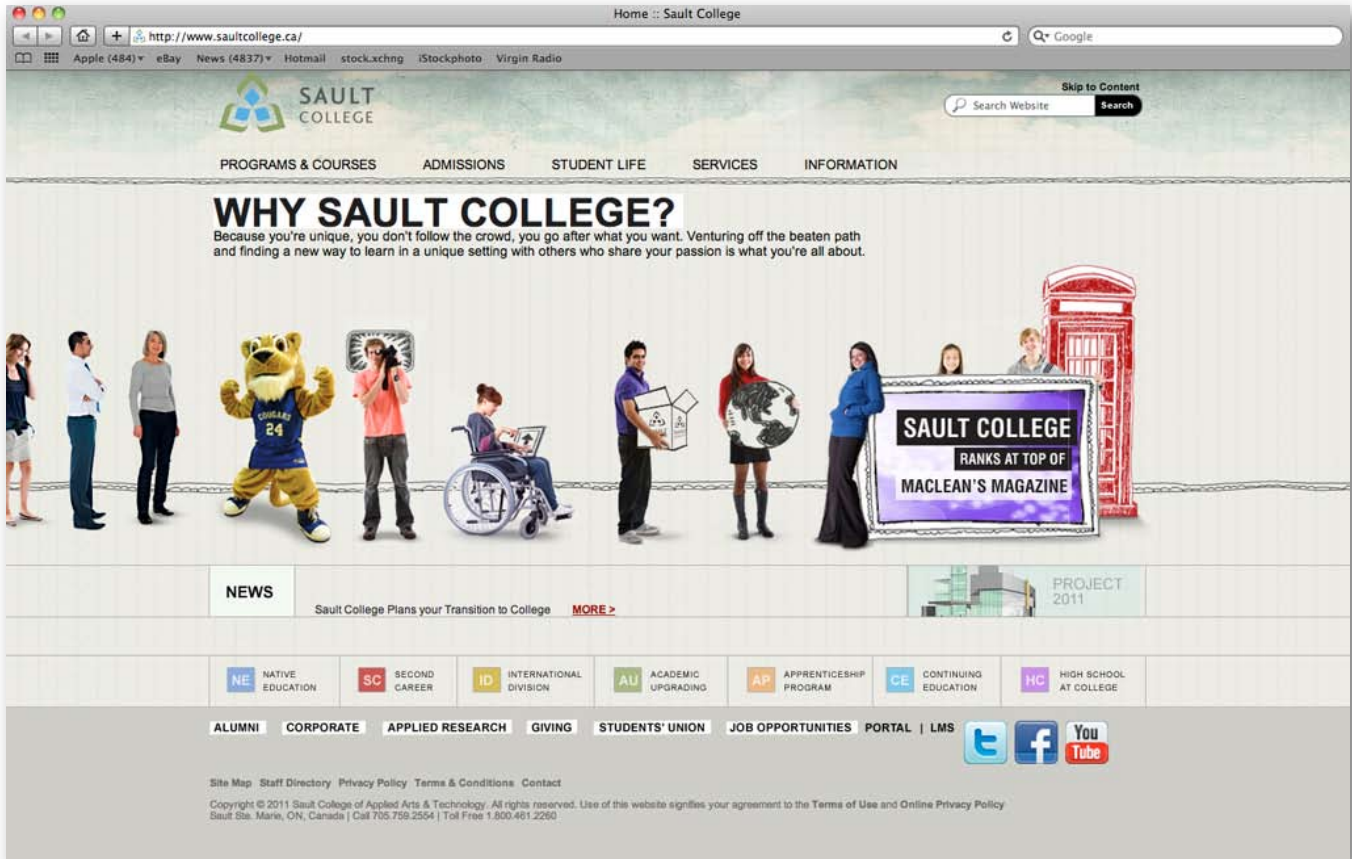 Home :: Sault College
http://www.saultcollege.ca/
Google
Apple (484) eBay News (4837) Hotmail stock.xchng iStockphoto Virgin Radio
SAULT
COLLEGE
Skip to Content
Search Website Search
PROGRAMS & COURSES ADMISSIONS STUDENT LIFE SERVICES INFORMATION
WHY SAULT COLLEGE?
Because you're unique, you don't follow the crowd, you go after what you want. Venturing off the beaten path
and finding a new way to learn in a unique setting with others who share your passion is what you're all about.
COUGARS
24
SAULT COLLEGE
RANKS AT TOP OF
MACLEAN'S MAGAZINE
NEWS
Sault College Plans your Transition to College MORE >
PROJECT
2011
NE NATIVE
EDUCATION
SC SECOND
CAREER
ID INTERNATIONAL
DIVISION
AU ACADEMIC
UPGRADING
AP APPRENTICESHIP
PROGRAM
CE CONTINUING
EDUCATION
HC HIGH SCHOOL
AT COLLEGE
ALUMNI CORPORATE APPLIED RESEARCH GIVING STUDENTS' UNION JOB OPPORTUNITIES PORTAL | LMS
t f You
Tube
Site Map Staff Directory Privacy Policy Terms & Conditions Contact
Copyright © 2011 Sault College of Applied Arts & Technology. All rights reserved. Use of this website signifies your agreement to the Terms of Use and Online Privacy Policy
Sault Ste. Marie, ON, Canada | Call 705.759.2554 | Toll Free 1.800.461.2260